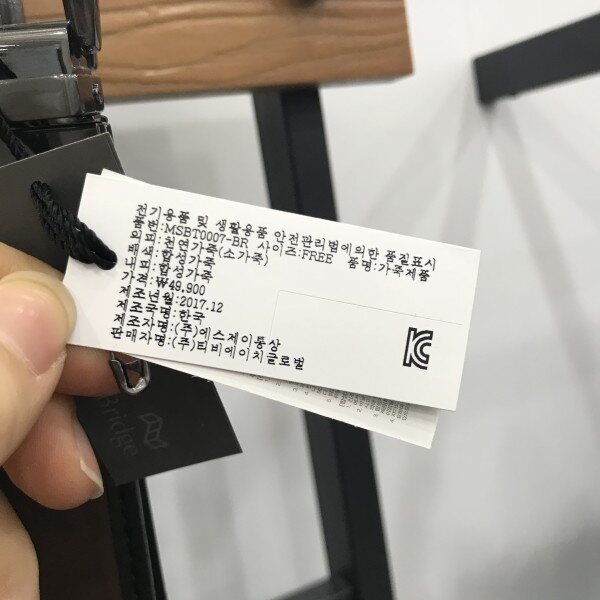 전기용품 및 생활용품 안전관리법에의한 품질표시
품번:MSBT0007-BR 사이즈:FREE 품명:가죽제품
외피:천연가죽(소가죽)
배색:합성가죽
내피:합성가죽
가격:₩49,900
제조년월:2017.12
제조국명:한국
제조자명:(주)에스제이통상
판매자명:(주)티비에이치글로벌
KC
Bridge